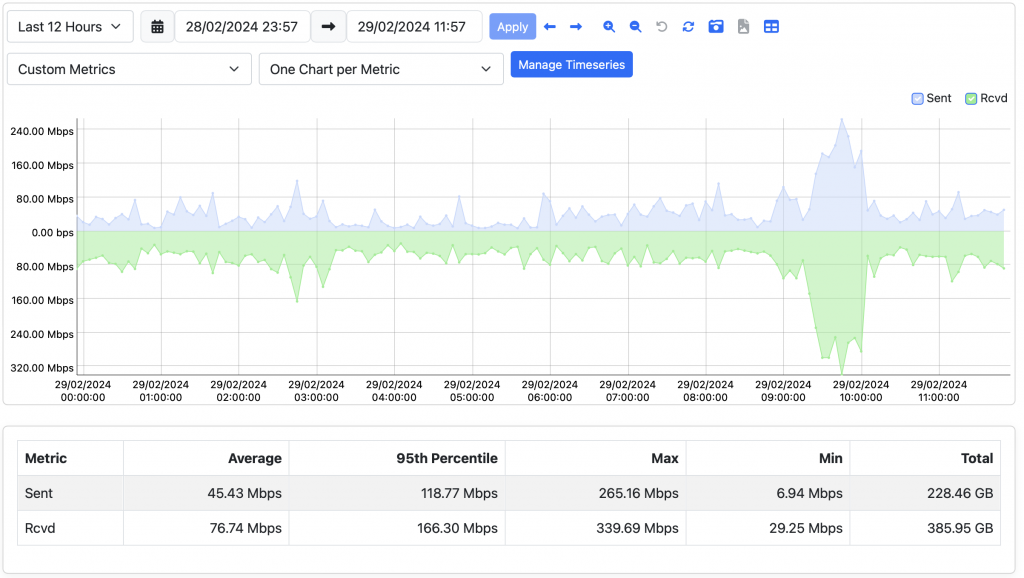 Last 12 Hours 28/02/2024 23:57 29/02/2024 11:57 Apply
Custom Metrics One Chart per Metric Manage Timeseries
Sent Rcvd
240.00 Mbps
160.00 Mbps
80.00 Mbps
0.00 bps
80.00 Mbps
160.00 Mbps
240.00 Mbps
320.00 Mbps
29/02/2024 29/02/2024 29/02/2024 29/02/2024 29/02/2024 29/02/2024 29/02/2024 29/02/2024 29/02/2024 29/02/2024 29/02/2024 29/02/2024
00:00:00 01:00:00 02:00:00 03:00:00 04:00:00 05:00:00 06:00:00 07:00:00 08:00:00 09:00:00 10:00:00 11:00:00
Metric Average 95th Percentile Max Min Total
Sent 45.43 Mbps 118.77 Mbps 265.16 Mbps 6.94 Mbps 228.46 GB
Rcvd 76.74 Mbps 166.30 Mbps 339.69 Mbps 29.25 Mbps 385.95 GB